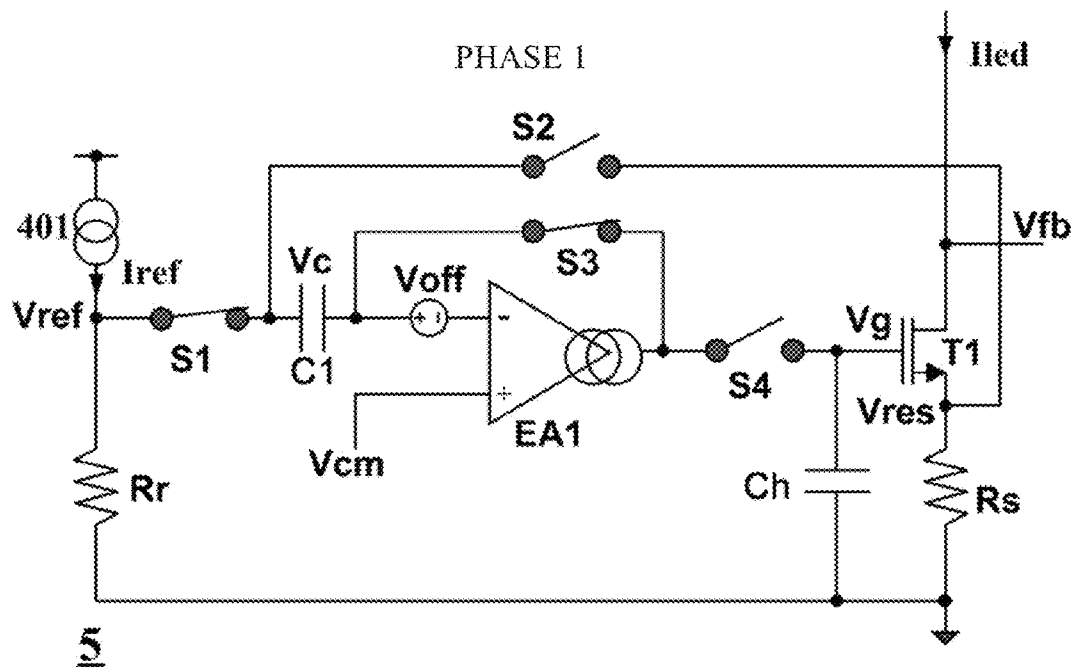 PHASE 1
Iled
S2
401
Iref
Vc
Voff
S3
Vfb
Vref
S1
C1
+ -
-
+
EA1
Vcm
S4
Vg
T1
Vres
Rr
Ch
Rs
5